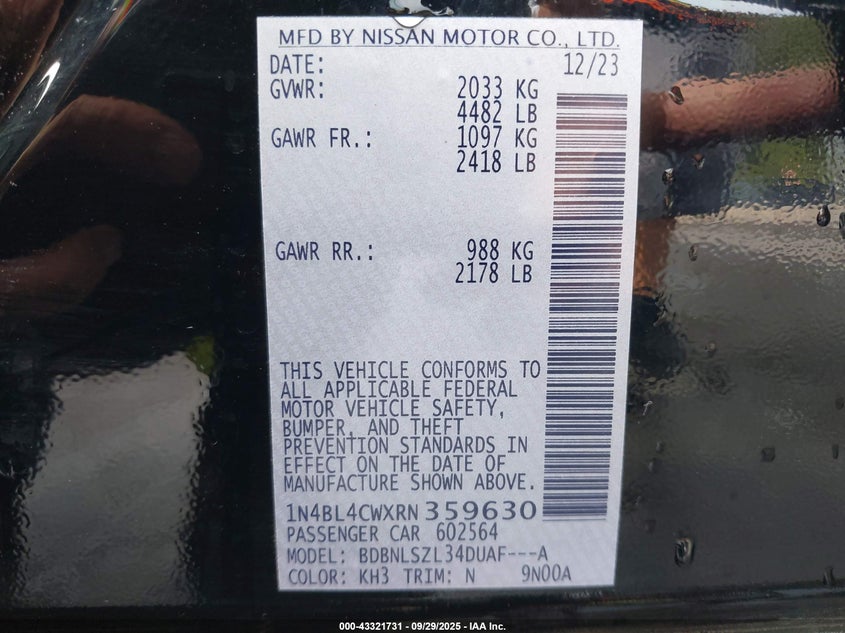 MFD BY NISSAN MOTOR CO., LTD.
DATE: 12/23
GVWR: 2033 KG
4482 LB
GAWR FR.: 1097 KG
2418 LB
GAWR RR.: 988 KG
2178 LB
THIS VEHICLE CONFORMS TO
ALL APPLICABLE FEDERAL
MOTOR VEHICLE SAFETY,
BUMPER, AND THEFT
PREVENTION STANDARDS IN
EFFECT ON THE DATE OF
MANUFACTURE SHOWN ABOVE.
1N4BL4CWXRN359630
PASSENGER CAR 602564
MODEL: BDBNLSZL34DUAF---A
COLOR: KH3 TRIM: N 9N00A
000-43321731 - 09/29/2025 - IAA Inc.